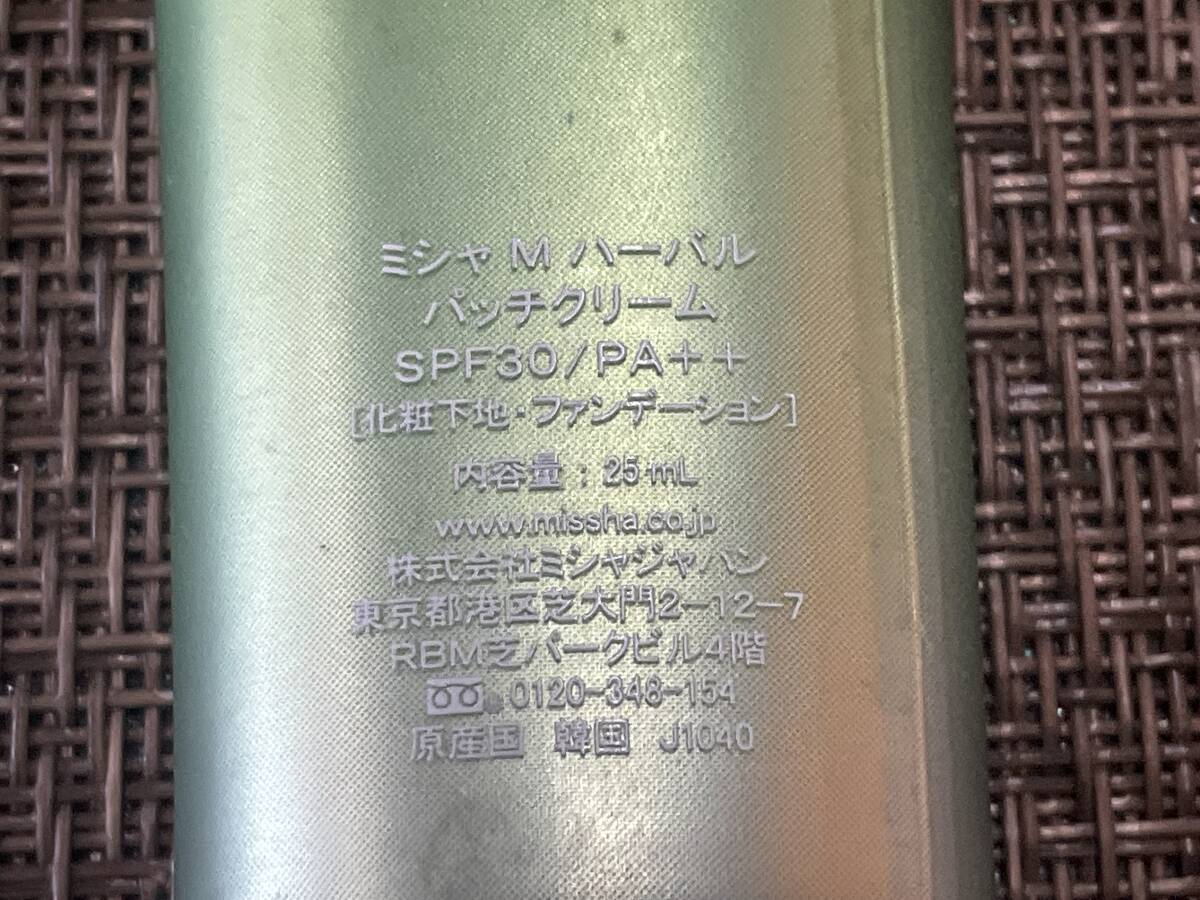 ミシャ M ハーバル
パッチクリーム
SPF30/PA++
[化粧下地・ファンデーション]
内容量:25mL
www.missha.co.jp
株式会社ミシャジャパン
東京都港区芝大門2-12-7
RBM芝パークビル4階
0120-348-154
原産国 韓国 J1040